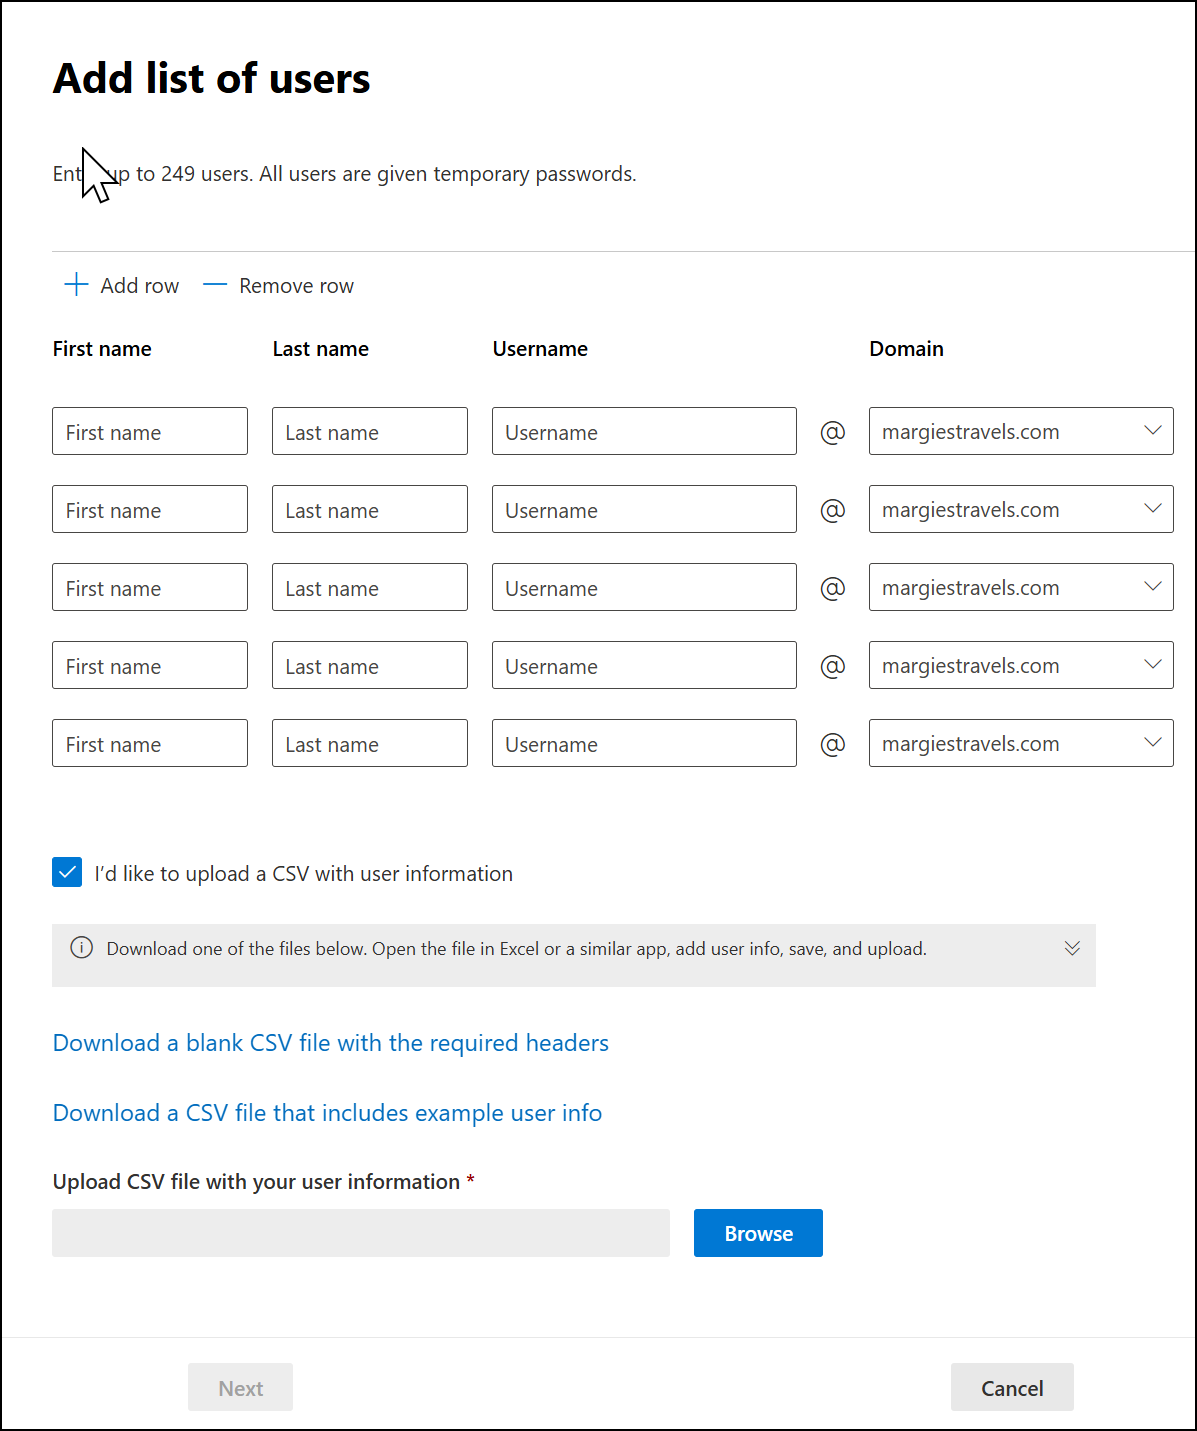 Add list of users
Ent up to 249 users. All users are given temporary passwords.
Add row Remove row
First name Last name Username Domain
First name Last name Username @ margiestravels.com
First name Last name Username @ margiestravels.com
First name Last name Username @ margiestravels.com
First name Last name Username @ margiestravels.com
First name Last name Username @ margiestravels.com
I’d like to upload a CSV with user information
Download one of the files below. Open the file in Excel or a similar app, add user info, save, and upload.
Download a blank CSV file with the required headers
Download a CSV file that includes example user info
Upload CSV file with your user information *
Browse
Next Cancel